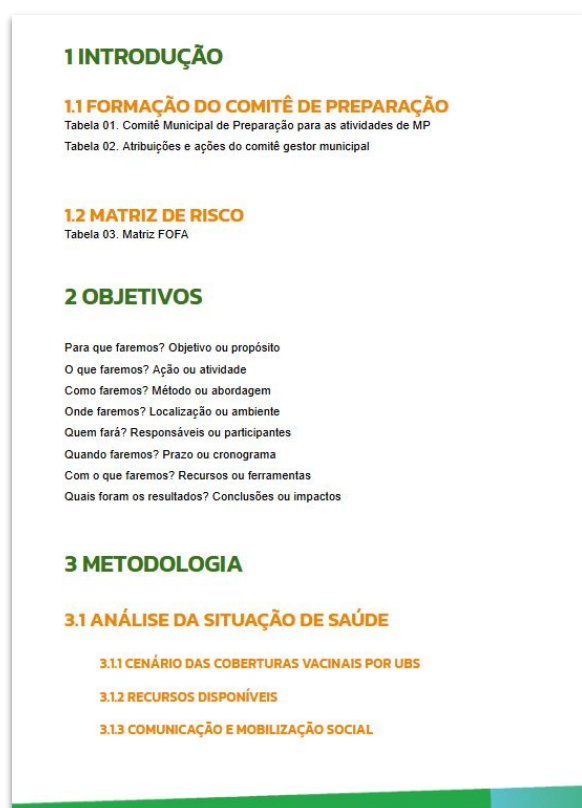 1 INTRODUÇÃO
1.1 FORMAÇÃO DO COMITÊ DE PREPARAÇÃO
Tabela 01. Comitê Municipal de Preparação para as atividades de MP
Tabela 02. Atribuições e ações do comitê gestor municipal
1.2 MATRIZ DE RISCO
Tabela 03. Matriz FOFA
2 OBJETIVOS
Para que faremos? Objetivo ou propósito
O que faremos? Ação ou atividade
Como faremos? Método ou abordagem
Onde faremos? Localização ou ambiente
Quem fará? Responsáveis ou participantes
Quando faremos? Prazo ou cronograma
Com o que faremos? Recursos ou ferramentas
Quais foram os resultados? Conclusões ou impactos
3 METODOLOGIA
3.1 ANÁLISE DA SITUAÇÃO DE SAÚDE
3.1.1 CENÁRIO DAS COBERTURAS VACINAIS POR UBS
3.1.2 RECURSOS DISPONÍVEIS
3.1.3 COMUNICAÇÃO E MOBILIZAÇÃO SOCIAL